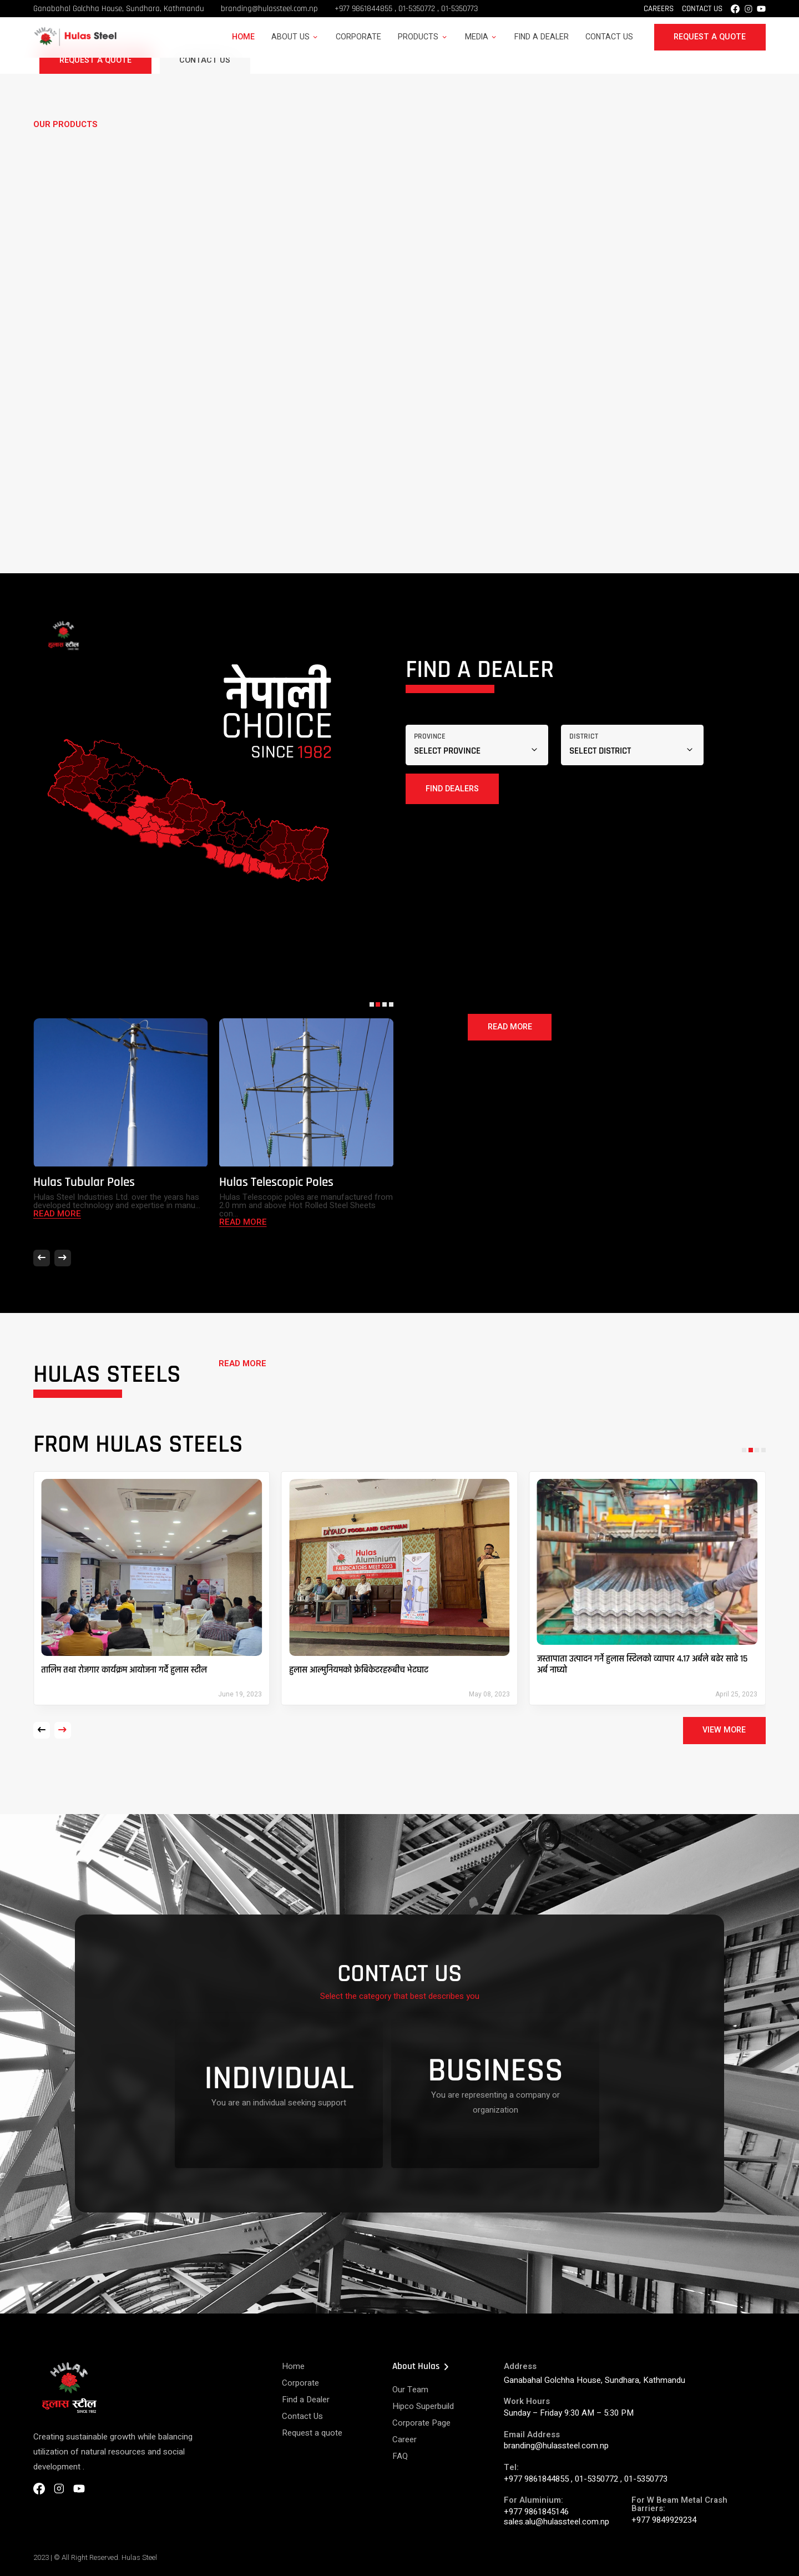 Ganabahal Golchha House, Sundhara, Kathmandu
branding@hulassteel.com.np
+977 9861844855 , 01-5350772 , 01-5350773
CAREERS
CONTACT US
HULAS
Hulas Steel
HOME
ABOUT US
CORPORATE
PRODUCTS
MEDIA
FIND A DEALER
CONTACT US
REQUEST A QUOTE
REQUEST A QUOTE
CONTACT US
OUR PRODUCTS
HULAS
हुलास स्टील
नेपाली
CHOICE
SINCE 1982
FIND A DEALER
PROVINCE
SELECT PROVINCE
DISTRICT
SELECT DISTRICT
FIND DEALERS
READ MORE
Hulas Tubular Poles
Hulas Steel Industries Ltd. over the years has
developed technology and expertise in manu...
READ MORE
Hulas Telescopic Poles
Hulas Telescopic poles are manufactured from
2.0 mm and above Hot Rolled Steel Sheets
con...
READ MORE
HULAS STEELS
READ MORE
FROM HULAS STEELS
तालिम तथा रोजगार कार्यक्रम आयोजना गर्दै हुलास स्टील
June 19, 2023
DIYALO FOODLAND CHITWAN
Hulas
Aluminium
FABRICATORS MEET 2023
हुलास आल्मुनियमको फ्रेबिकेटरहरुबीच भेटघाट
May 08, 2023
जस्तापाता उत्पादन गर्ने हुलास स्टिलको व्यापार ४.१७ अर्बले बढेर साढे १५
अर्ब नाघ्यो
April 25, 2023
VIEW MORE
CONTACT US
Select the category that best describes you
INDIVIDUAL
You are an individual seeking support
BUSINESS
You are representing a company or
organization
HULAS
हुलास स्टील
SINCE 1982
Creating sustainable growth while balancing
utilization of natural resources and social
development .
Home
Corporate
Find a Dealer
Contact Us
Request a quote
About Hulas
Our Team
Hipco Superbuild
Corporate Page
Career
FAQ
Address
Ganabahal Golchha House, Sundhara, Kathmandu
Work Hours
Sunday – Friday 9:30 AM – 5:30 PM
Email Address
branding@hulassteel.com.np
Tel:
+977 9861844855 , 01-5350772 , 01-5350773
For Aluminium:
+977 9861845146
sales.alu@hulassteel.com.np
For W Beam Metal Crash
Barriers:
+977 9849929234
2023 | © All Right Reserved. Hulas Steel